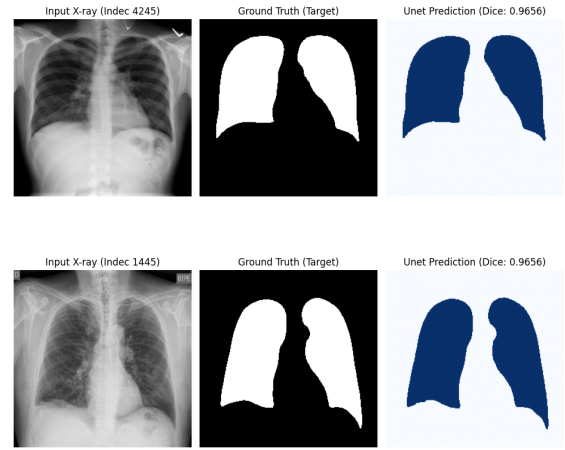 Input X-ray (Indec 4245)
Ground Truth (Target)
Unet Prediction (Dice: 0.9656)
Input X-ray (Indec 1445)
Ground Truth (Target)
Unet Prediction (Dice: 0.9656)